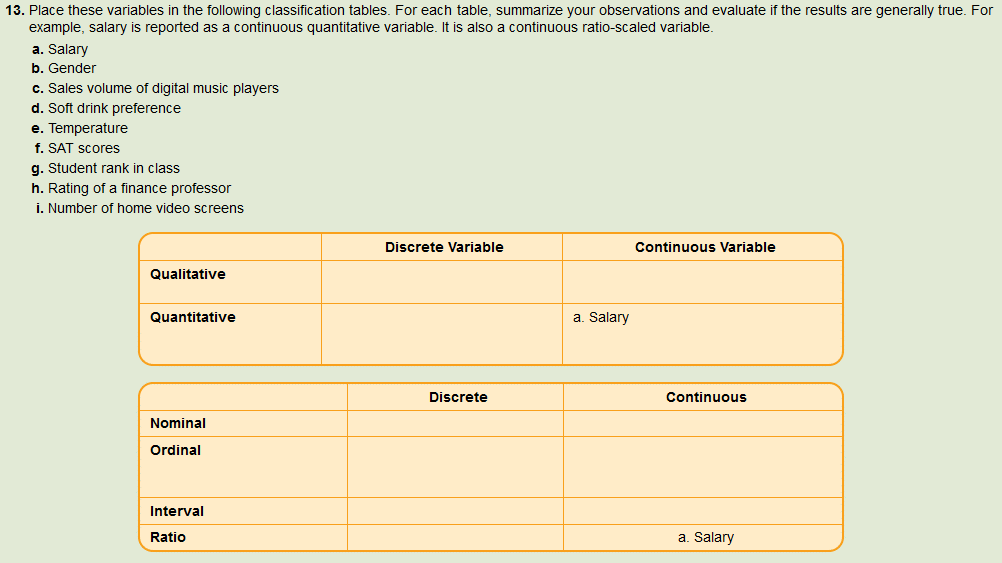 13. Place these variables in the following classification tables. For each table, summarize your observations and evaluate if the results are generally true. For
example, salary is reported as a continuous quantitative variable. It is also a continuous ratio-scaled variable.
a. Salary
b. Gender
c. Sales volume of digital music players
d. Soft drink preference
e. Temperature
f. SAT scores
g. Student rank in class
h. Rating of a finance professor
i. Number of home video screens
Discrete Variable Continuous Variable
Qualitative
Quantitative a. Salary
Discrete Continuous
Nominal
Ordinal
Interval
Ratio a. Salary